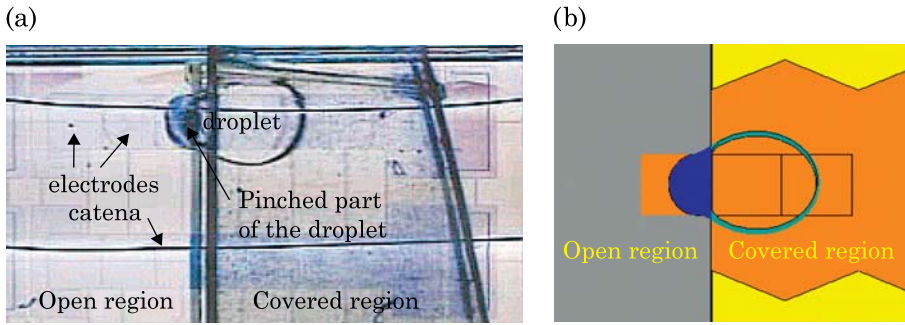 (a)
(b)
droplet
electrodes
catena
Pinched part
of the droplet
Open region
Covered region
Open region
Covered region